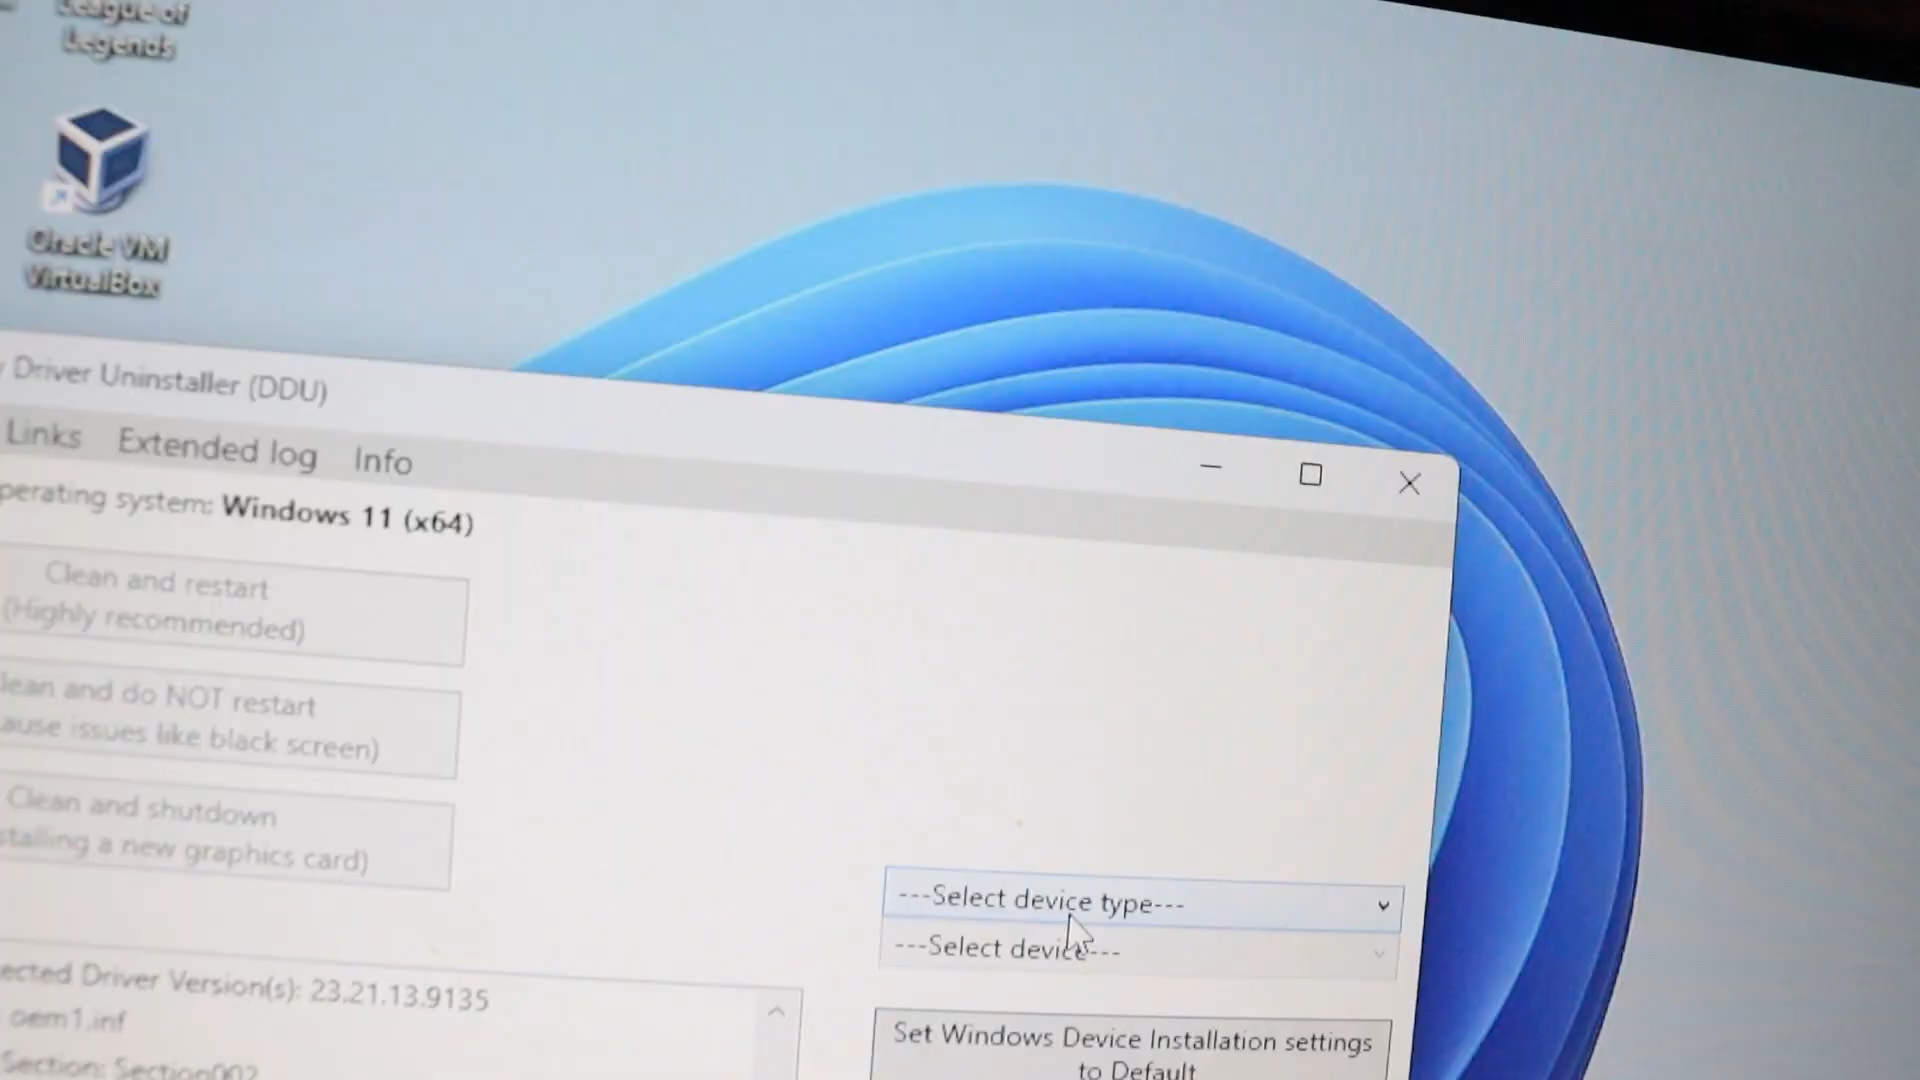 League of
Legends
Oracle VM
VirtualBox
Driver Uninstaller (DDU)
Links Extended log Info
perating system: Windows 11 (x64)
Clean and restart
(Highly recommended)
lean and do NOT restart
ause issues like black screen)
Clean and shutdown
stalling a new graphics card)
---Select device type---
---Select device---
ected Driver Version(s): 23.21.13.9135
oem1.inf
Section: Section002
Set Windows Device Installation settings
to Default